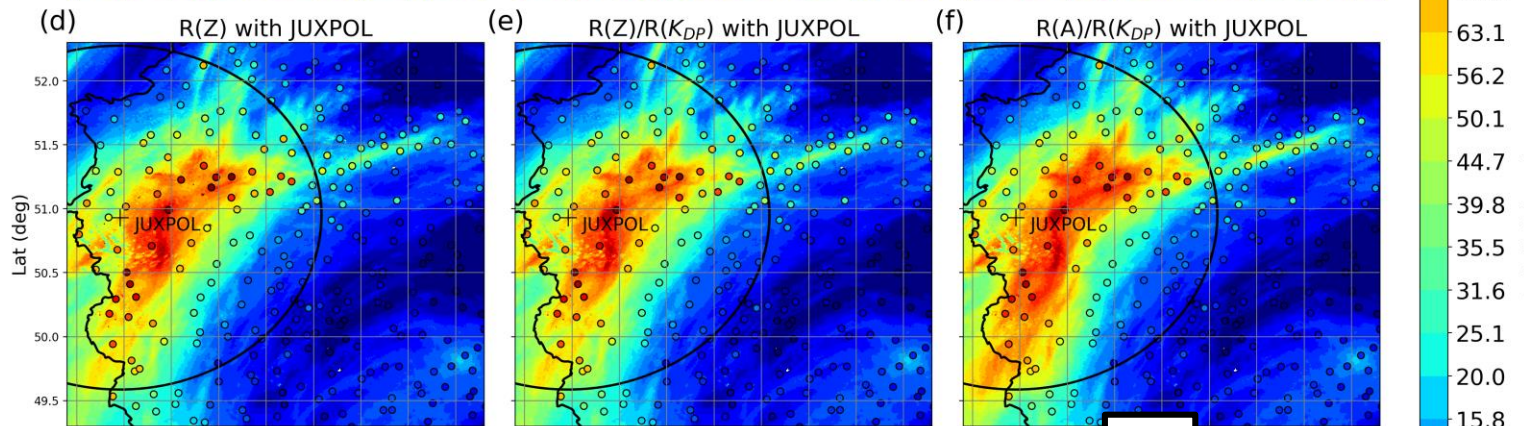 (d) R(Z) with JUXPOL
(e) R(Z)/R(K_DP) with JUXPOL
(f) R(A)/R(K_DP) with JUXPOL
Lat (deg)
52.0
51.5
51.0
50.5
50.0
49.5
JUXPOL
JUXPOL
JUXPOL
63.1
56.2
50.1
44.7
39.8
35.5
31.6
25.1
20.0
15.8